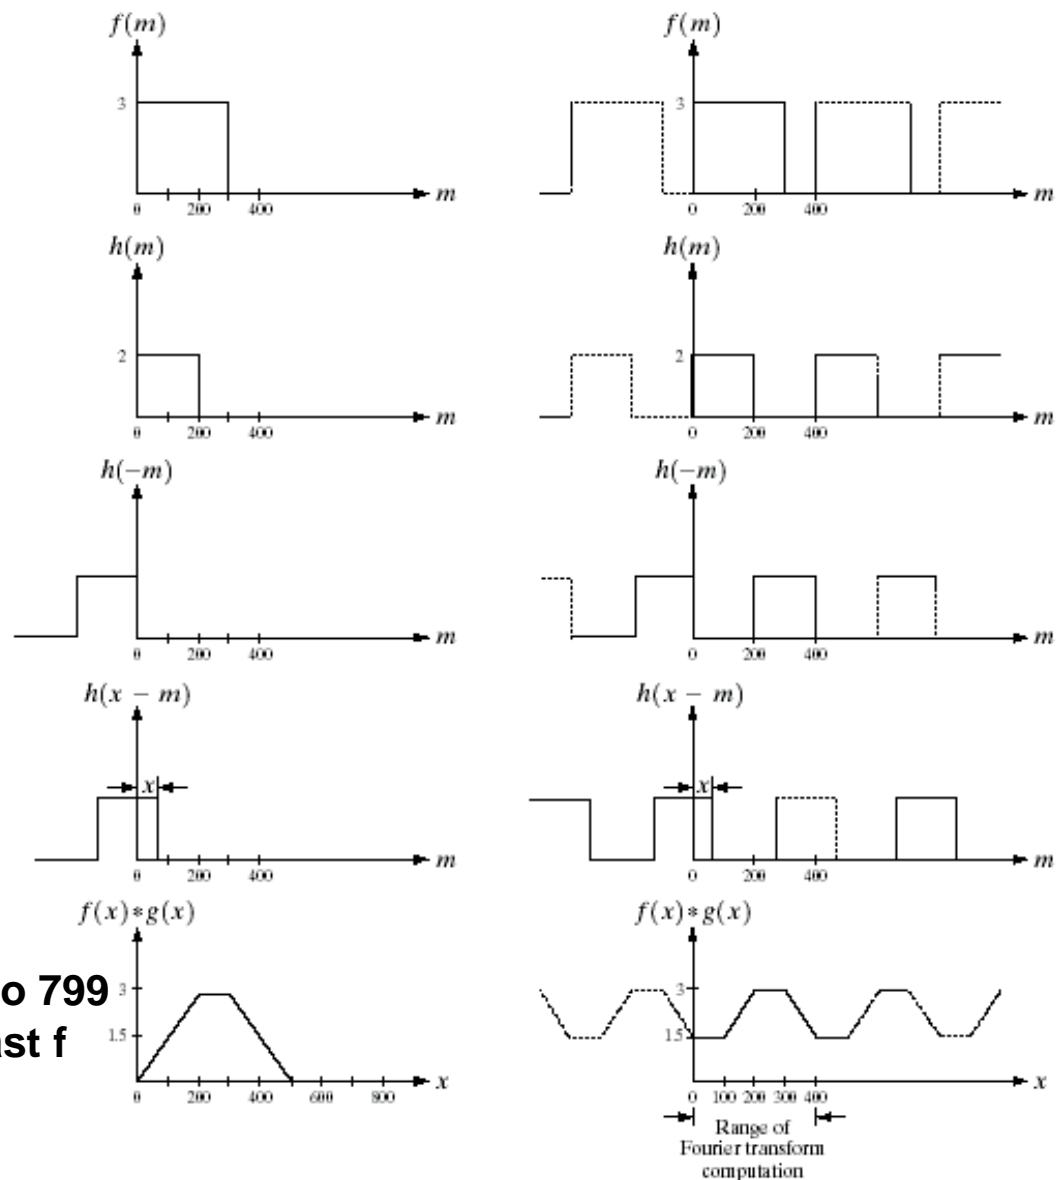 f(m)
3
0 200 400
m
h(m)
2
0 200 400
m
h(−m)
0 200 400
m
h(x − m)
x
0 200 400
m
f(x)*g(x)
o 799
ast f
3
1.5
0 200 400 600 800
x
f(m)
3
0 200 400
m
h(m)
2
0 200 400
m
h(−m)
0 200 400
m
h(x − m)
x
0 200 400
m
f(x)*g(x)
3
1.5
0 100 200 300 400
x
Range of
Fourier transform
computation